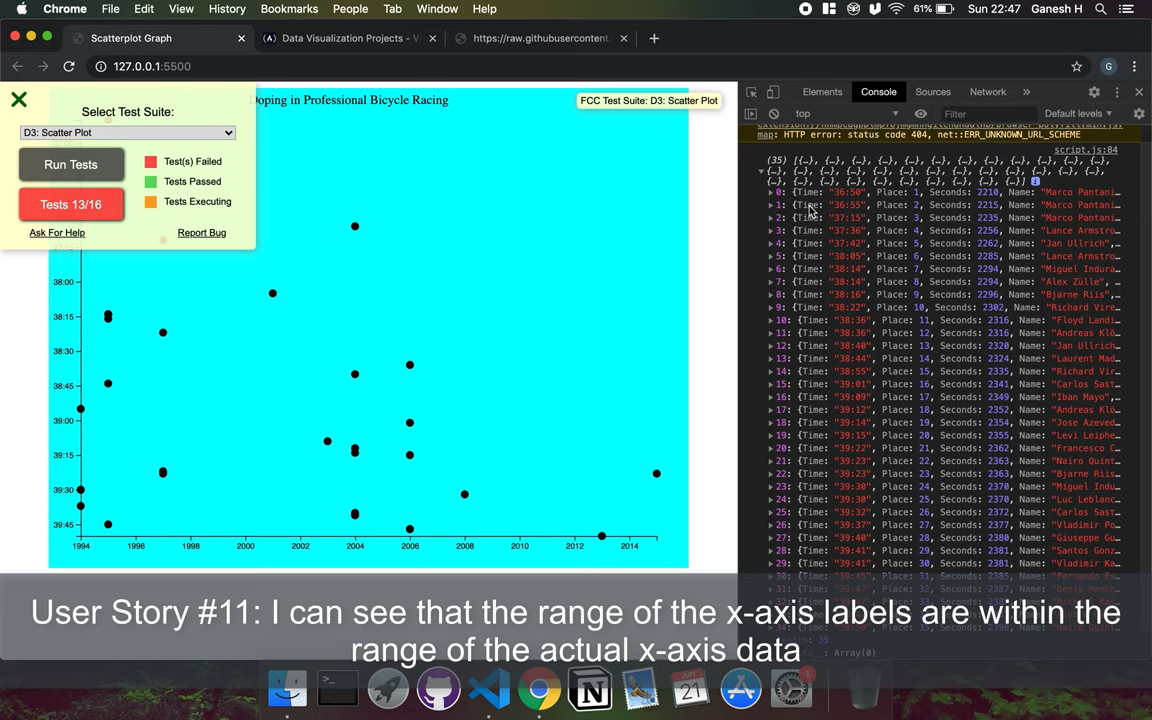 Chrome File Edit View History Bookmarks People Tab Window Help 61% Sun 22:47 Ganesh H
Scatterplot Graph
Data Visualization Projects - V
https://raw.githubusercontent.
127.0.0.1:5500
G
Doping in Professional Bicycle Racing
FCC Test Suite: D3: Scatter Plot
Select Test Suite:
D3: Scatter Plot
Run Tests
Tests 13/16
Test(s) Failed
Tests Passed
Tests Executing
Ask For Help
Report Bug
38:00
38:15
38:30
38:45
39:00
39:15
39:30
39:45
1994 1996 1998 2000 2002 2004 2006 2008 2010 2012 2014
Elements Console Sources Network
top
Filter
Default levels
map: HTTP error: status code 404, net::ERR_UNKNOWN_URL_SCHEME
script.js:84
(35) [{…}, {…}, {…}, {…}, {…}, {…}, {…}, {…}, {…}, {…},
{…}, {…}, {…}, {…}, {…}, {…}, {…}, {…}, {…}, {…}, {…}, {…},
{…}, {…}, {…}, {…}, {…}, {…}]
0: {Time: "36:50", Place: 1, Seconds: 2210, Name: "Marco Pantani…
1: {Time: "36:55", Place: 2, Seconds: 2215, Name: "Marco Pantani…
2: {Time: "37:15", Place: 3, Seconds: 2235, Name: "Marco Pantani…
3: {Time: "37:36", Place: 4, Seconds: 2256, Name: "Lance Armstro…
4: {Time: "37:42", Place: 5, Seconds: 2262, Name: "Jan Ullrich",…
5: {Time: "38:05", Place: 6, Seconds: 2285, Name: "Lance Armstro…
6: {Time: "38:14", Place: 7, Seconds: 2294, Name: "Miguel Indura…
7: {Time: "38:14", Place: 8, Seconds: 2294, Name: "Alex Zülle", …
8: {Time: "38:16", Place: 9, Seconds: 2296, Name: "Bjarne Riis",…
9: {Time: "38:22", Place: 10, Seconds: 2302, Name: "Richard Vire…
10: {Time: "38:36", Place: 11, Seconds: 2316, Name: "Floyd Landi…
11: {Time: "38:36", Place: 12, Seconds: 2316, Name: "Andreas Klö…
12: {Time: "38:40", Place: 13, Seconds: 2320, Name: "Jan Ullrich…
13: {Time: "38:44", Place: 14, Seconds: 2324, Name: "Laurent Mad…
14: {Time: "38:55", Place: 15, Seconds: 2335, Name: "Richard Vir…
15: {Time: "39:01", Place: 16, Seconds: 2341, Name: "Carlos Sast…
16: {Time: "39:09", Place: 17, Seconds: 2349, Name: "Iban Mayo",…
17: {Time: "39:12", Place: 18, Seconds: 2352, Name: "Andreas Klö…
18: {Time: "39:14", Place: 19, Seconds: 2354, Name: "Jose Azeved…
19: {Time: "39:15", Place: 20, Seconds: 2355, Name: "Levi Leiphe…
20: {Time: "39:22", Place: 21, Seconds: 2362, Name: "Francesco C…
21: {Time: "39:23", Place: 22, Seconds: 2363, Name: "Nairo Quint…
22: {Time: "39:23", Place: 23, Seconds: 2363, Name: "Bjarne Riis…
23: {Time: "39:30", Place: 24, Seconds: 2370, Name: "Miguel Indu…
24: {Time: "39:30", Place: 25, Seconds: 2370, Name: "Luc Leblanc…
25: {Time: "39:32", Place: 26, Seconds: 2372, Name: "Carlos Sast…
26: {Time: "39:37", Place: 27, Seconds: 2377, Name: "Vladimir Po…
27: {Time: "39:40", Place: 28, Seconds: 2380, Name: "Giuseppe Gu…
28: {Time: "39:41", Place: 29, Seconds: 2381, Name: "Santos Gonz…
29: {Time: "39:41", Place: 30, Seconds: 2381, Name: "Vladimir Ka…
User Story #11: I can see that the range of the x-axis labels are within the
range of the actual x-axis data
Array(0)